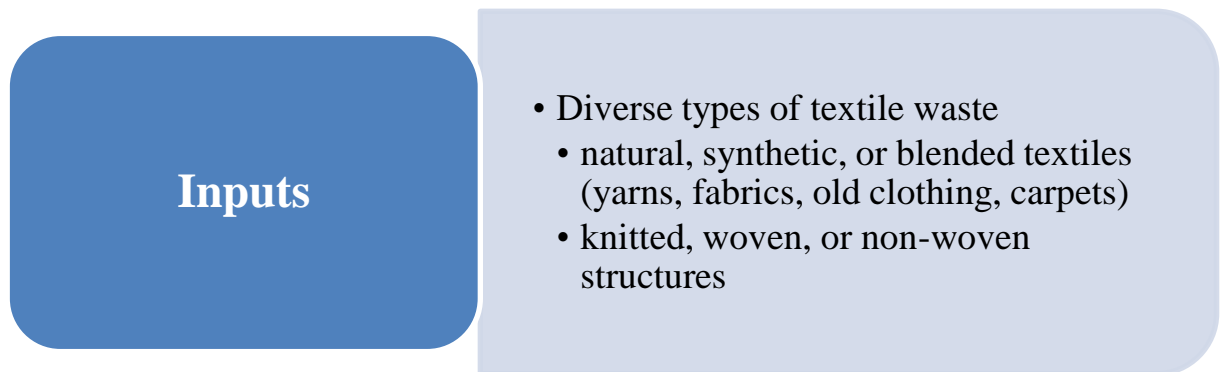 Inputs
• Diverse types of textile waste
• natural, synthetic, or blended textiles
(yarns, fabrics, old clothing, carpets)
• knitted, woven, or non-woven
structures